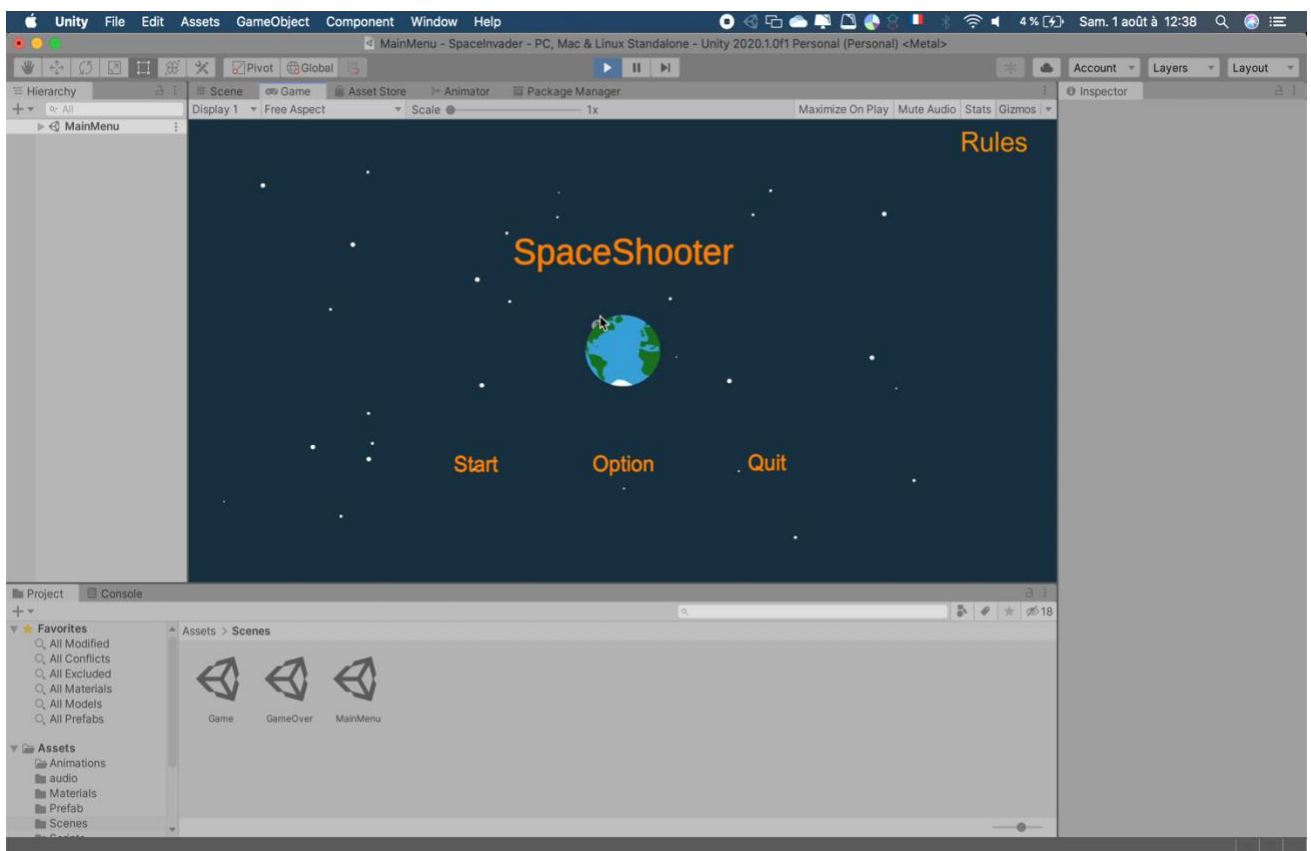 Unity File Edit Assets GameObject Component Window Help 4 % Sam. 1 août à 12:38
MainMenu - SpaceInvader - PC, Mac & Linux Standalone - Unity 2020.1.0f1 Personal (Personal) <Metal>
Pivot Global Account Layers Layout
Hierarchy Scene Game Asset Store Animator Package Manager Inspector
All Display 1 Free Aspect Scale 1x Maximize On Play Mute Audio Stats Gizmos
MainMenu
Rules
SpaceShooter
Start Option Quit
Project Console
18
Favorites Assets > Scenes
All Modified
All Conflicts
All Excluded
All Materials
All Models
All Prefabs
Game GameOver MainMenu
Assets
Animations
audio
Materials
Prefab
Scenes